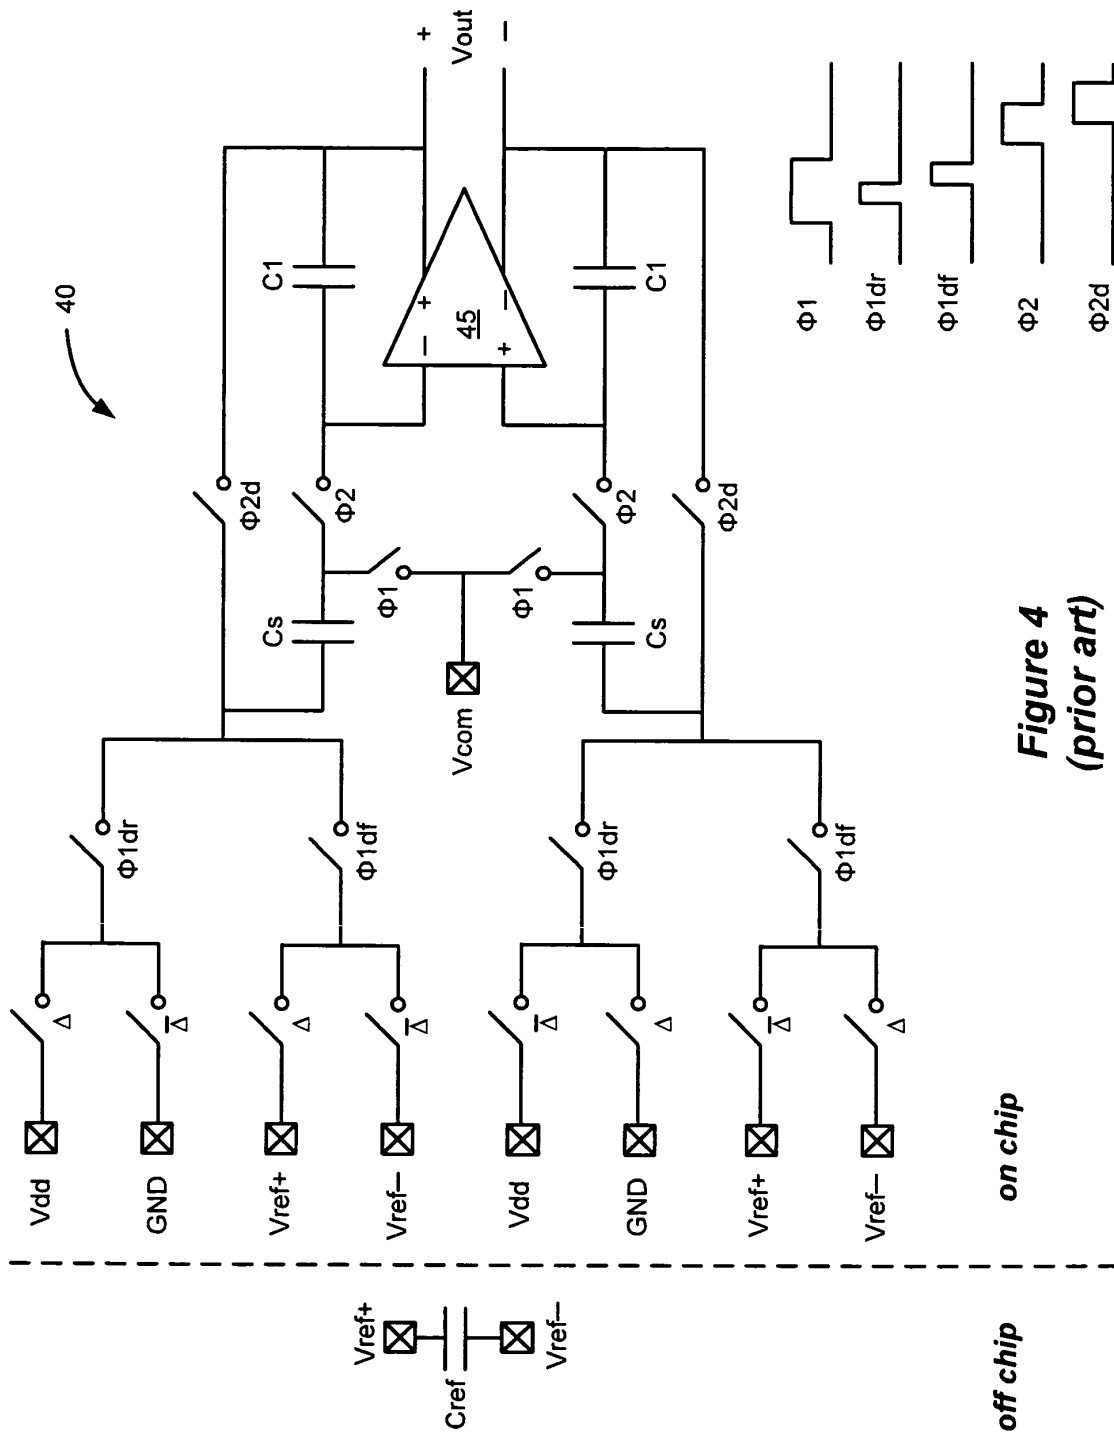 40
Vdd
Δ
GND
Δ̅
Φ1dr
Vref+
Δ
Vref–
Δ̅
Φ1df
Vdd
Δ̅
GND
Δ
Φ1dr
Vref+
Δ̅
Vref–
Δ
Φ1df
Φ2d
Cs
Φ2
Φ1
Vcom
Φ1
Cs
Φ2
Φ2d
C1
– +
45
+ –
C1
+
Vout
–
Vref+
Cref
Vref–
off chip
on chip
Φ1
Φ1dr
Φ1df
Φ2
Φ2d
Figure 4
(prior art)